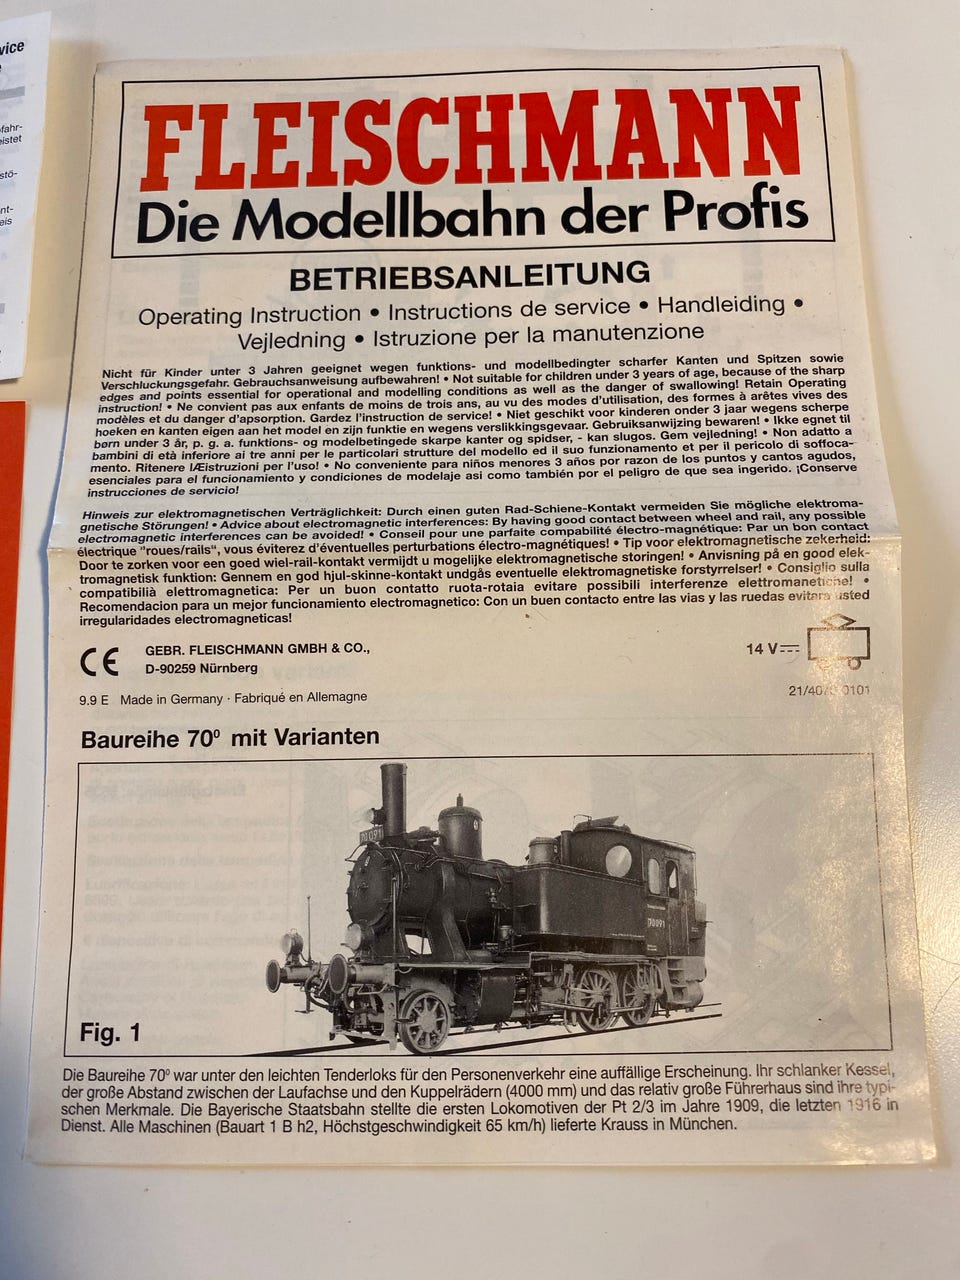 vice
fahr-
eistet
stö-
nt-
eis
FLEISCHMANN
Die Modellbahn der Profis
BETRIEBSANLEITUNG
Operating Instruction • Instructions de service • Handleiding •
Vejledning • Istruzione per la manutenzione
Nicht für Kinder unter 3 Jahren geeignet wegen funktions- und modellbedingter scharfer Kanten und Spitzen sowie
Verschluckungsgefahr. Gebrauchsanweisung aufbewahren! • Not suitable for children under 3 years of age, because of the sharp
edges and points essential for operational and modelling conditions as well as the danger of swallowing! Retain Operating
instruction! • Ne convient pas aux enfants de moins de trois ans, au vu des modes d'utilisation, des formes à arêtes vives des
modèles et du danger d'apsorption. Gardez l'instruction de service! • Niet geschikt voor kinderen onder 3 jaar wegens scherpe
hoeken en kanten eigen aan het model en zijn funktie en wegens verslikkingsgevaar. Gebruiksanwijzing bewaren! • Ikke egnet til
børn under 3 år, p. g. a. funktions- og modelbetingede skarpe kanter og spidser, - kan slugos. Gem vejledning! • Non adatto a
bambini di età inferiore ai tre anni per le particolari strutture del modello ed il suo funzionamento et per il pericolo di soffoca-
mento. Ritenere lÆistruzioni per l'uso! • No conveniente para niños menores 3 años por razon de los puntos y cantos agudos,
esenciales para el funcionamiento y condiciones de modelaje asi como también por el peligro de que sea ingerido. ¡Conserve
instrucciones de servicio!
Hinweis zur elektromagnetischen Verträglichkeit: Durch einen guten Rad-Schiene-Kontakt vermeiden Sie mögliche elektroma-
gnetische Störungen! • Advice about electromagnetic interferences: By having good contact between wheel and rail, any possible
electromagnetic interferences can be avoided! • Conseil pour une parfaite compabilité électro-magnétique: Par un bon contact
électrique "roues/rails", vous éviterez d'éventuelles perturbations électro-magnétiques! • Tip voor elektromagnetische zekerheid:
Door te zorken voor een goed wiel-rail-kontakt vermijdt u mogelijke elektromagnetische storingen! • Anvisning på en good elek-
tromagnetisk funktion: Gennem en god hjul-skinne-kontakt undgås eventuelle elektromagnetiske forstyrrelser! • Consiglio sulla
compatibilià elettromagnetica: Per un buon contatto ruota-rotaia evitare possibili interferenze elettromanetiche! •
Recomendacion para un mejor funcionamiento electromagnetico: Con un buen contacto entre las vias y las ruedas evitara usted
irregularidades electromagneticas!
CE GEBR. FLEISCHMANN GMBH & CO.,
D-90259 Nürnberg
14 V
9.9 E Made in Germany · Fabriqué en Allemagne
Baureihe 70⁰ mit Varianten
70 091
70 091
Fig. 1
Die Baureihe 70⁰ war unter den leichten Tenderloks für den Personenverkehr eine auffällige Erscheinung. Ihr schlanker Kessel,
der große Abstand zwischen der Laufachse und den Kuppelrädern (4000 mm) und das relativ große Führerhaus sind ihre typi-
schen Merkmale. Die Bayerische Staatsbahn stellte die ersten Lokomotiven der Pt 2/3 im Jahre 1909, die letzten 1916 in
Dienst. Alle Maschinen (Bauart 1 B h2, Höchstgeschwindigkeit 65 km/h) lieferte Krauss in München.